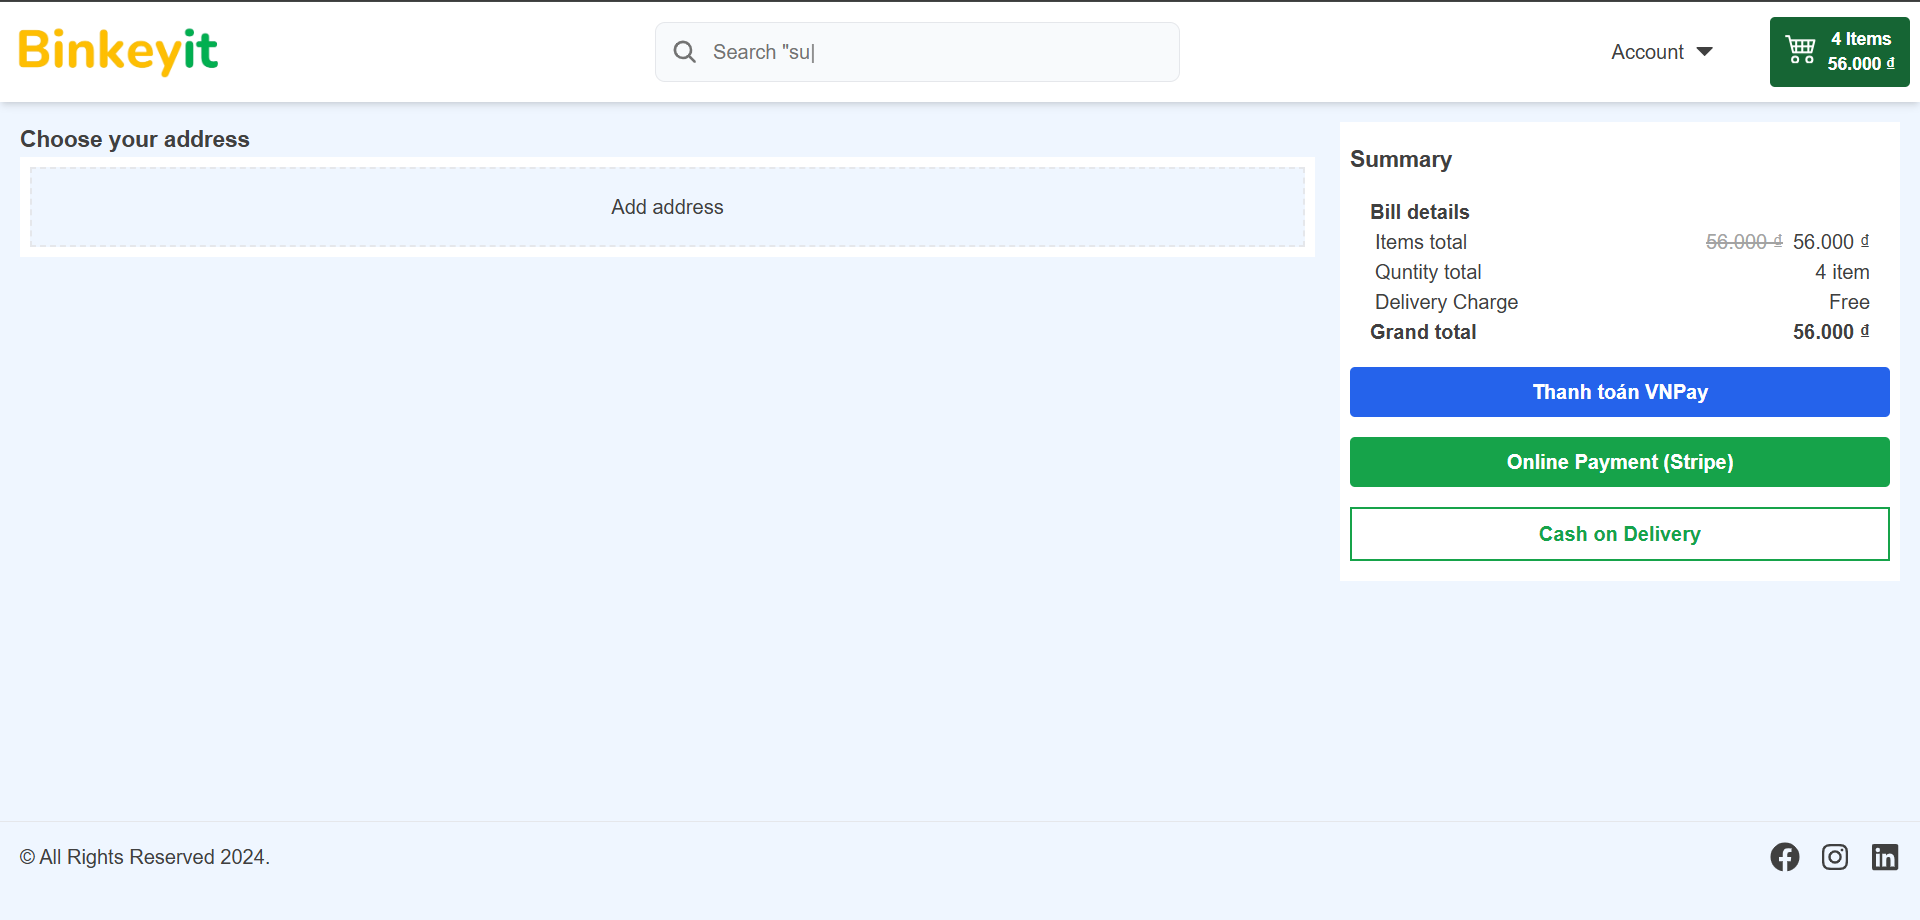 Binkeyit
Search "su|
Account
4 Items
56.000 ₫
Choose your address
Add address
Summary
Bill details
Items total 56.000 ₫ 56.000 ₫
Quntity total 4 item
Delivery Charge Free
Grand total 56.000 ₫
Thanh toán VNPay
Online Payment (Stripe)
Cash on Delivery
© All Rights Reserved 2024.